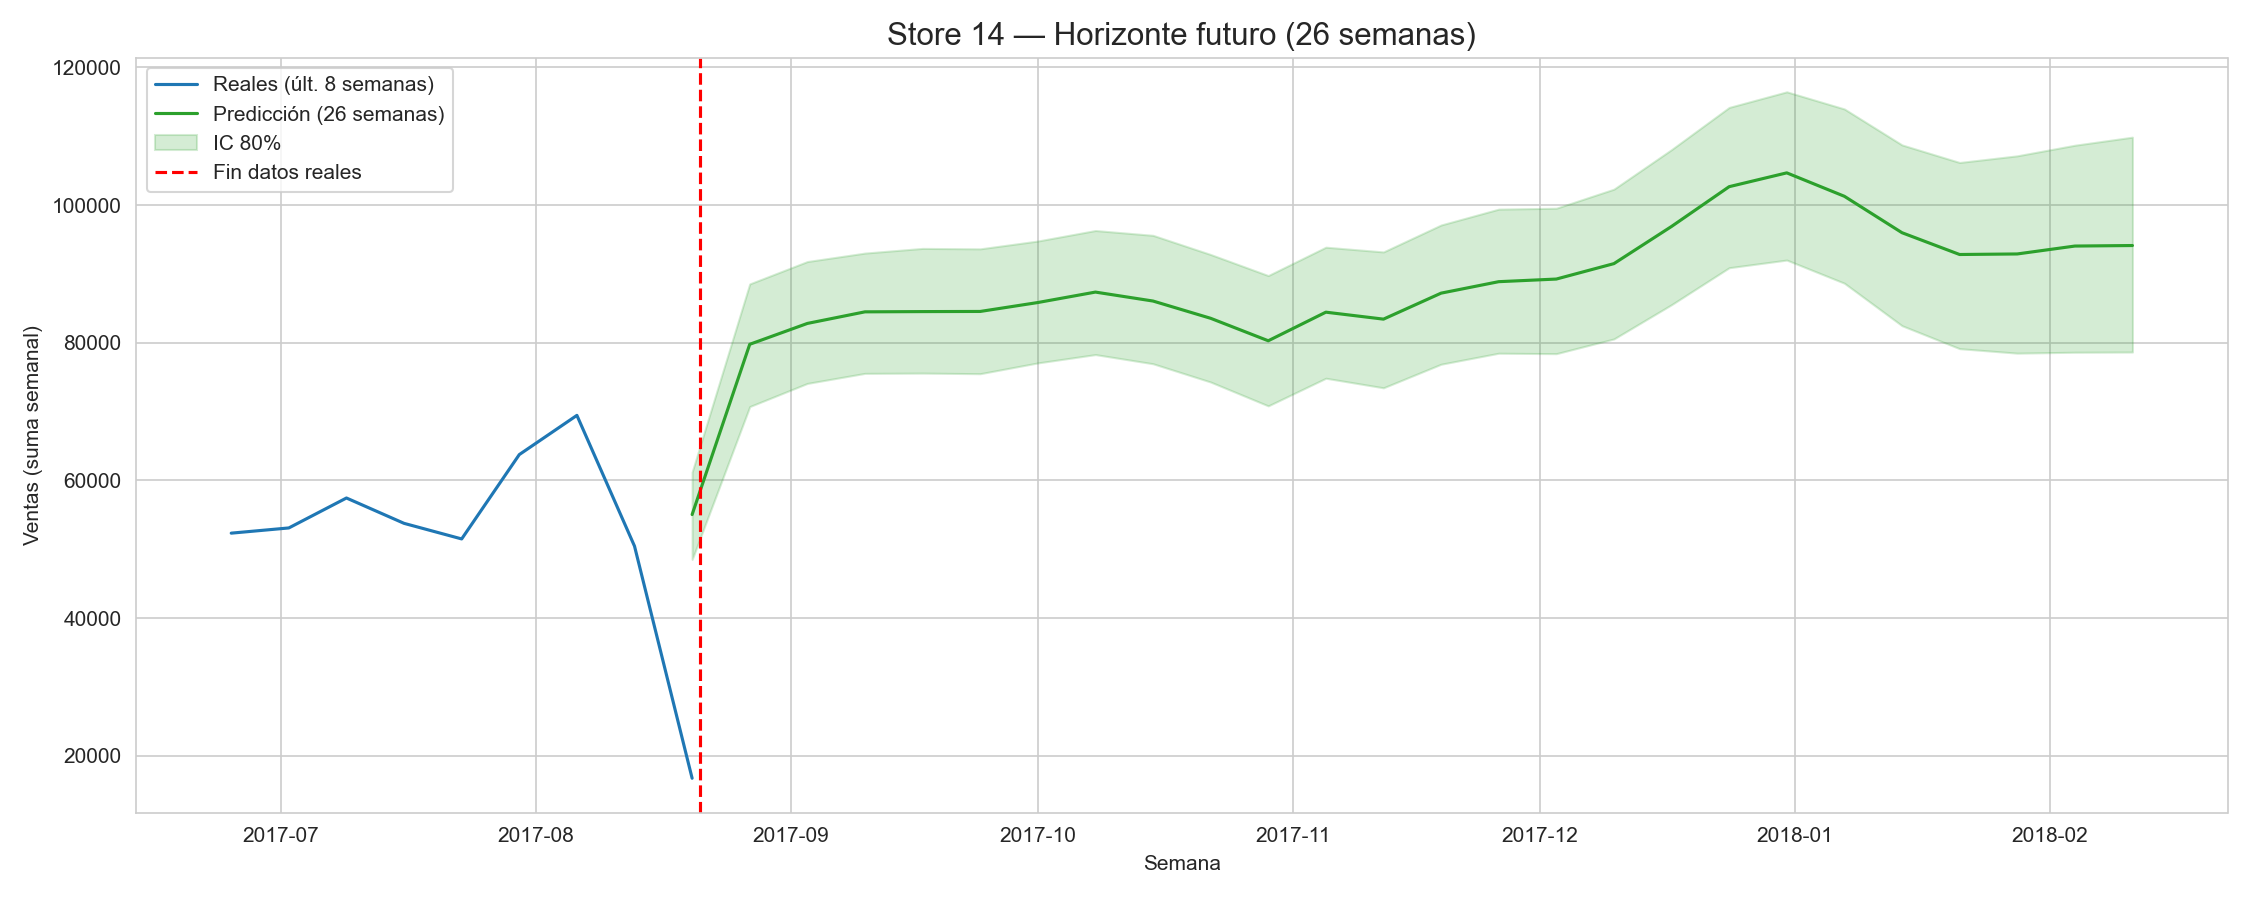 Store 14 — Horizonte futuro (26 semanas)
Reales (últ. 8 semanas)
Predicción (26 semanas)
IC 80%
Fin datos reales
Ventas (suma semanal)
120000
100000
80000
60000
40000
20000
2017-07 2017-08 2017-09 2017-10 2017-11 2017-12 2018-01 2018-02
Semana